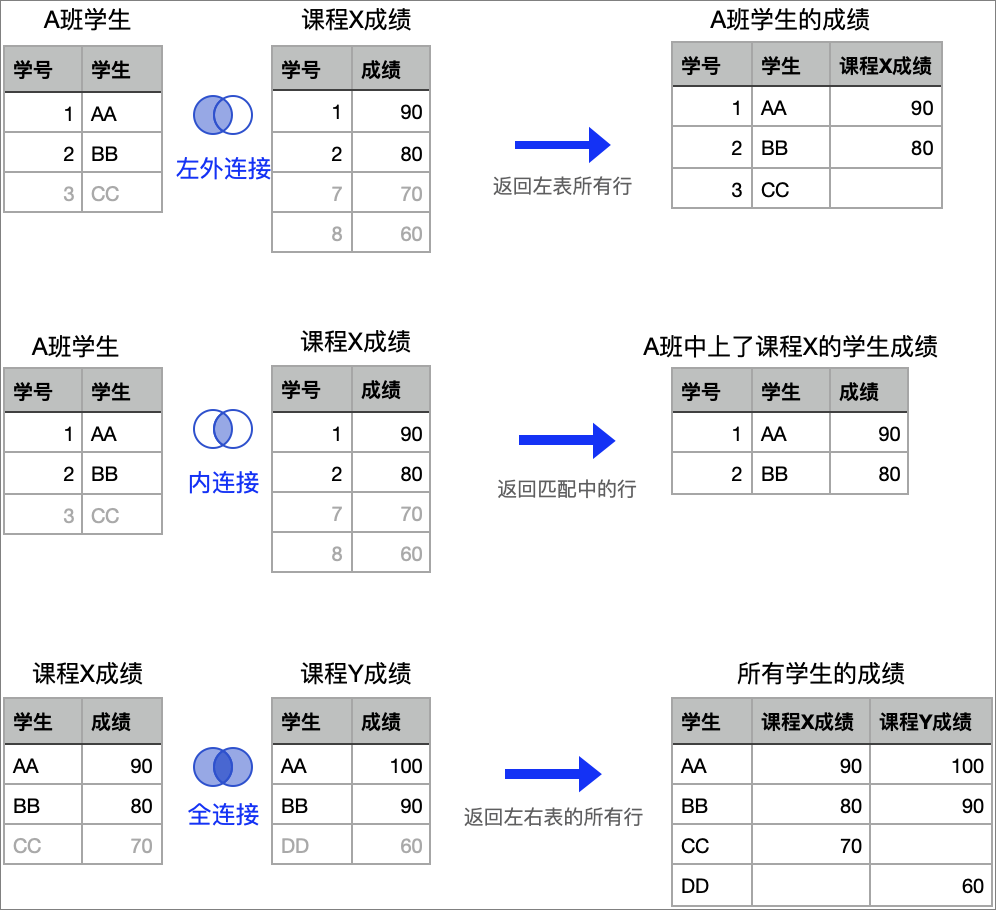 A班学生
学号 学生
1 AA
2 BB
3 CC
左外连接
课程X成绩
学号 成绩
1 90
2 80
7 70
8 60
返回左表所有行
A班学生的成绩
学号 学生 课程X成绩
1 AA 90
2 BB 80
3 CC
A班学生
学号 学生
1 AA
2 BB
3 CC
内连接
课程X成绩
学号 成绩
1 90
2 80
7 70
8 60
返回匹配中的行
A班中上了课程X的学生成绩
学号 学生 成绩
1 AA 90
2 BB 80
课程X成绩
学生 成绩
AA 90
BB 80
CC 70
全连接
课程Y成绩
学生 成绩
AA 100
BB 90
DD 60
返回左右表的所有行
所有学生的成绩
学生 课程X成绩 课程Y成绩
AA 90 100
BB 80 90
CC 70
DD 60